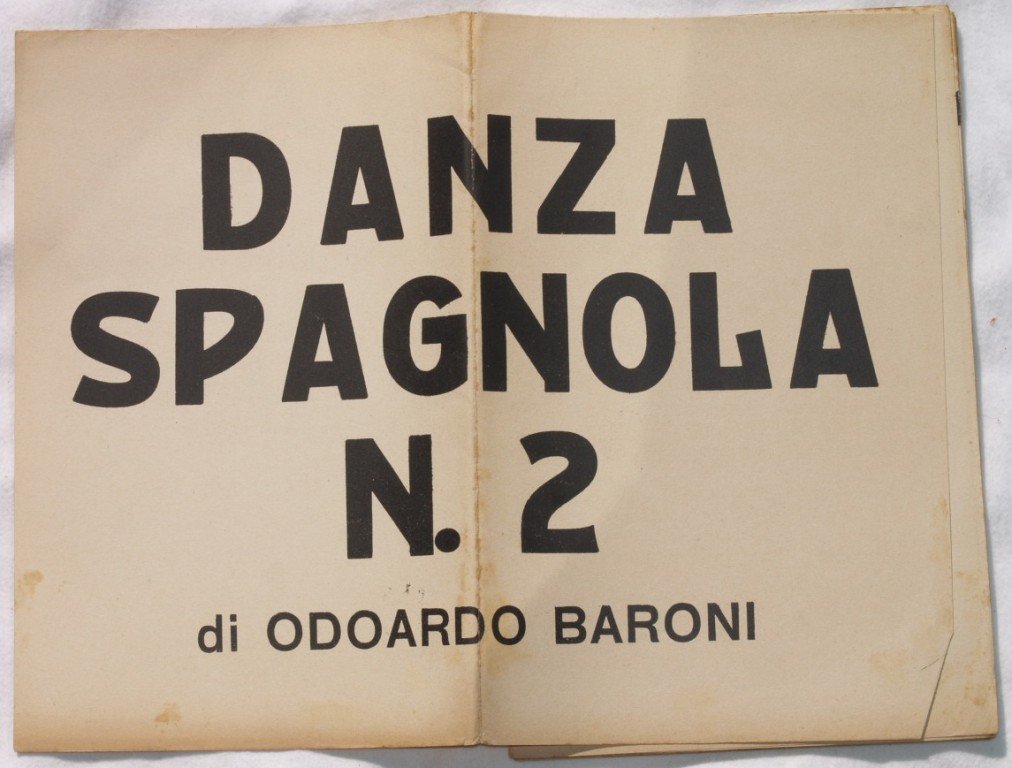 DANZA
SPAGNOLA
N. 2
di ODOARDO BARONI